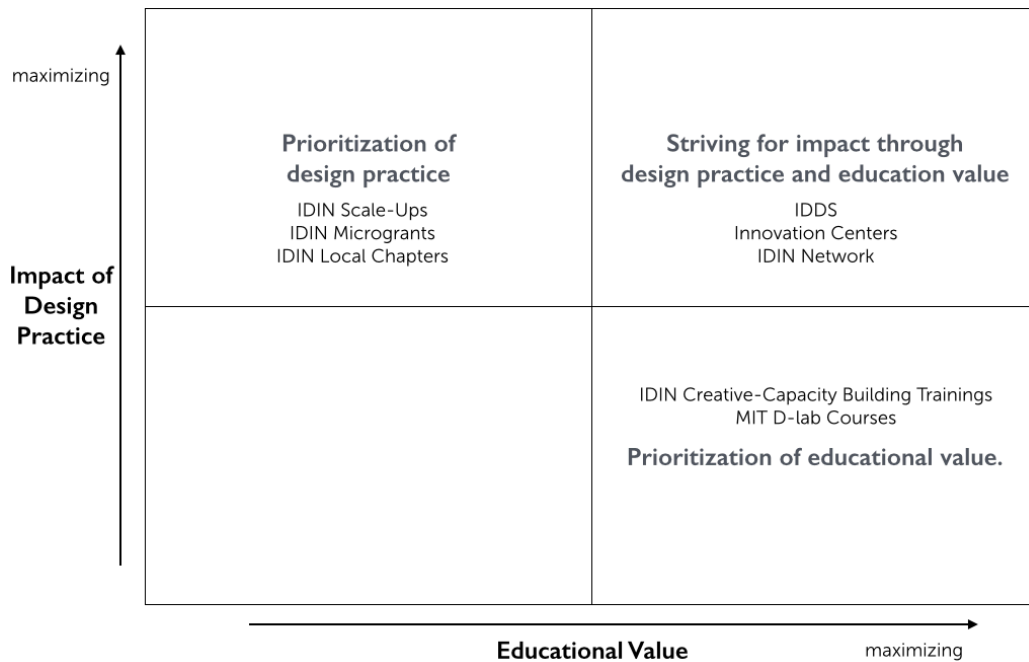 maximizing
Prioritization of
design practice
IDIN Scale-Ups
IDIN Microgrants
IDIN Local Chapters
Striving for impact through
design practice and education value
IDDS
Innovation Centers
IDIN Network
Impact of
Design
Practice
IDIN Creative-Capacity Building Trainings
MIT D-lab Courses
Prioritization of educational value.
Educational Value
maximizing